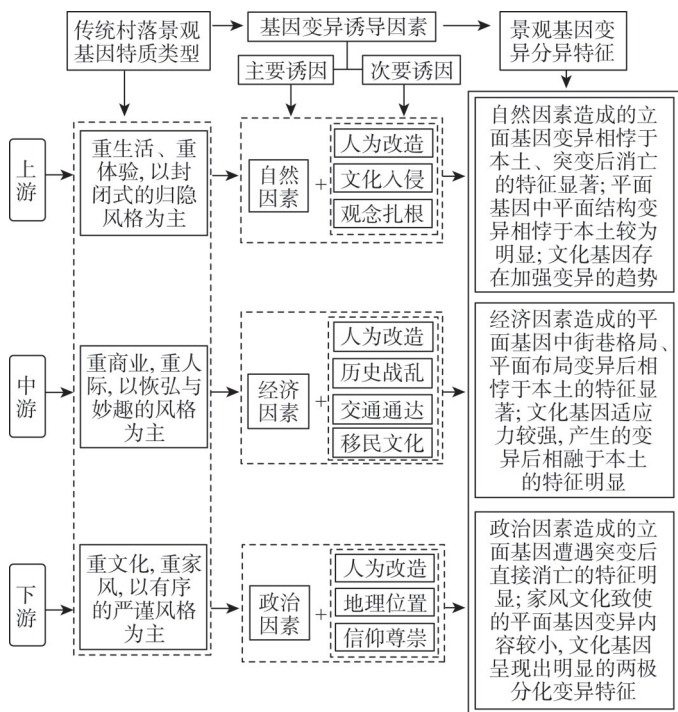 传统村落景观
基因特质类型
基因变异诱导因素
景观基因变
异分异特征
主要诱因
次要诱因
上
游
重生活、重
体验, 以封
闭式的归隐
风格为主
自然
因素
+
人为改造
文化入侵
观念扎根
自然因素造成的立
面基因变异相悖于
本土、突变后消亡
的特征显著; 平面
基因中平面结构变
异相悖于本土较为
明显; 文化基因存
在加强变异的趋势
中
游
重商业, 重人
际, 以恢弘与
妙趣的风格
为主
经济
因素
+
人为改造
历史战乱
交通通达
移民文化
经济因素造成的平
面基因中街巷格局、
平面布局变异后相
悖于本土的特征显
著; 文化基因适应
力较强, 产生的变
异后相融于本土
的特征明显
下
游
重文化, 重家
风, 以有序
的严谨风格
为主
政治
因素
+
人为改造
地理位置
信仰尊崇
政治因素造成的立
面基因遭遇突变后
直接消亡的特征明
显; 家风文化致使
的平面基因变异内
容较小, 文化基因
呈现出明显的两极
分化变异特征